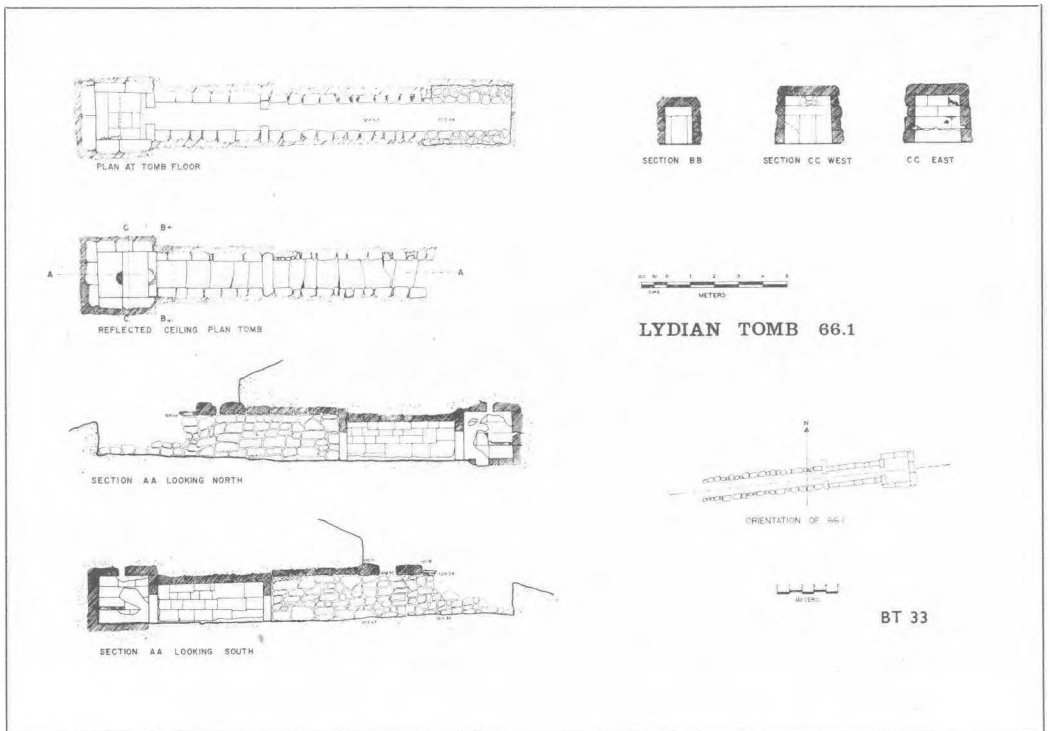 PLAN AT TOMB FLOOR
SECTION BB
SECTION CC WEST
CC EAST
C B
A A
C B
REFLECTED CEILING PLAN TOMB
METERS
LYDIAN TOMB 66.1
SECTION AA LOOKING NORTH
N
ORIENTATION OF 66.1
METERS
BT 33
SECTION AA LOOKING SOUTH